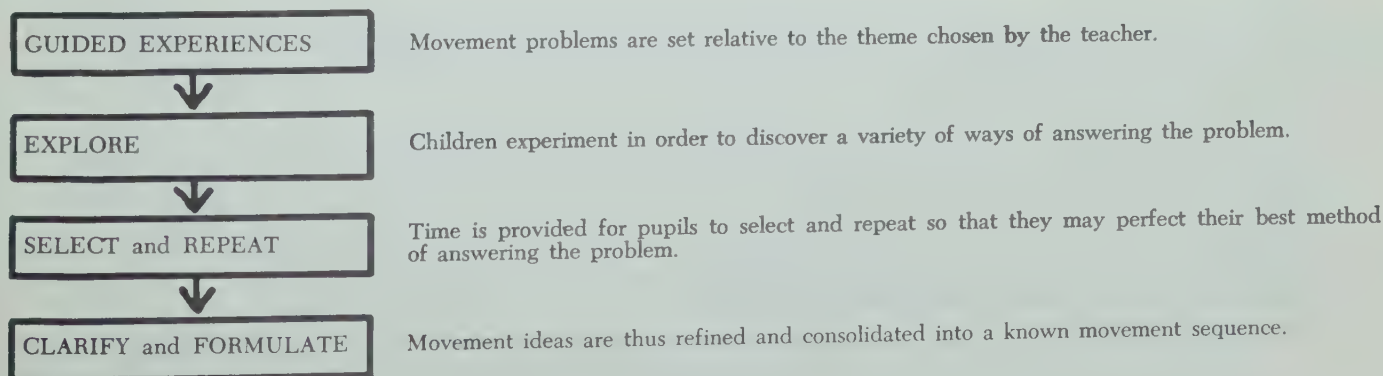 GUIDED EXPERIENCES
Movement problems are set relative to the theme chosen by the teacher.
EXPLORE
Children experiment in order to discover a variety of ways of answering the problem.
SELECT and REPEAT
Time is provided for pupils to select and repeat so that they may perfect their best method
of answering the problem.
CLARIFY and FORMULATE
Movement ideas are thus refined and consolidated into a known movement sequence.